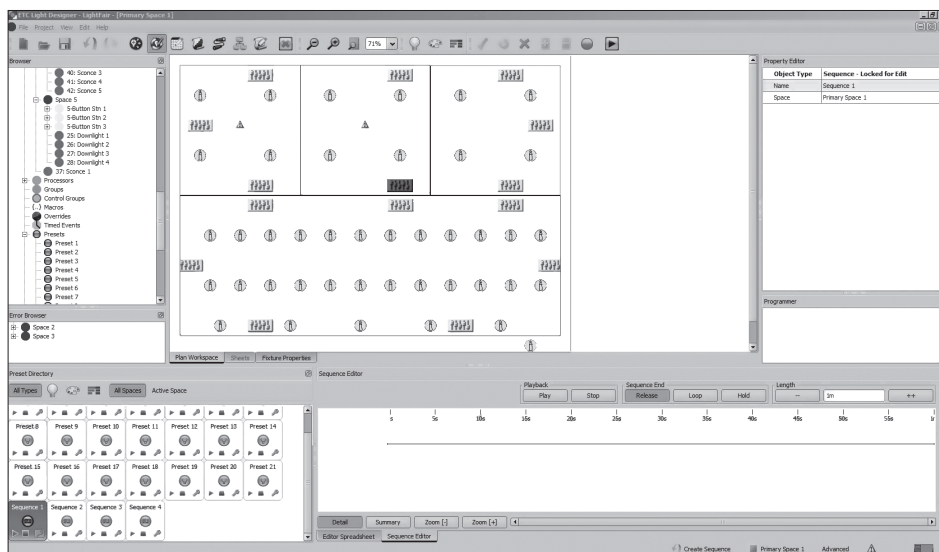 ETC Light Designer - LightFair - [Primary Space 1]
File Project View Edit Help
71%
Browser
40: Sconce 3
41: Sconce 4
42: Sconce 5
Space 5
5-Button Stn 1
5-Button Stn 2
5-Button Stn 3
25: Downlight 1
26: Downlight 2
27: Downlight 3
28: Downlight 4
37: Sconce 1
Processors
Groups
Control Groups
Macros
Overrides
Timed Events
Presets
Preset 1
Preset 2
Preset 3
Preset 4
Preset 5
Preset 6
Preset 7
Error Browser
Space 2
Space 3
Plan Workspace Sheets Fixture Properties
Property Editor
Object Type Sequence - Locked for Edit
Name Sequence 1
Space Primary Space 1
Programmer
Preset Directory
All Types All Spaces Active Space
Preset 8 Preset 9 Preset 10 Preset 11 Preset 12 Preset 13 Preset 14
Preset 15 Preset 16 Preset 17 Preset 18 Preset 19 Preset 20 Preset 21
Sequence 1 Sequence 2 Sequence 3 Sequence 4
Sequence Editor
Playback Sequence End Length
Play Stop Release Loop Hold -- 1m ++
s 5s 10s 15s 20s 25s 30s 35s 40s 45s 50s 55s
Detail Summary Zoom [-] Zoom [+]
Editor Spreadsheet Sequence Editor
Create Sequence Primary Space 1 Advanced